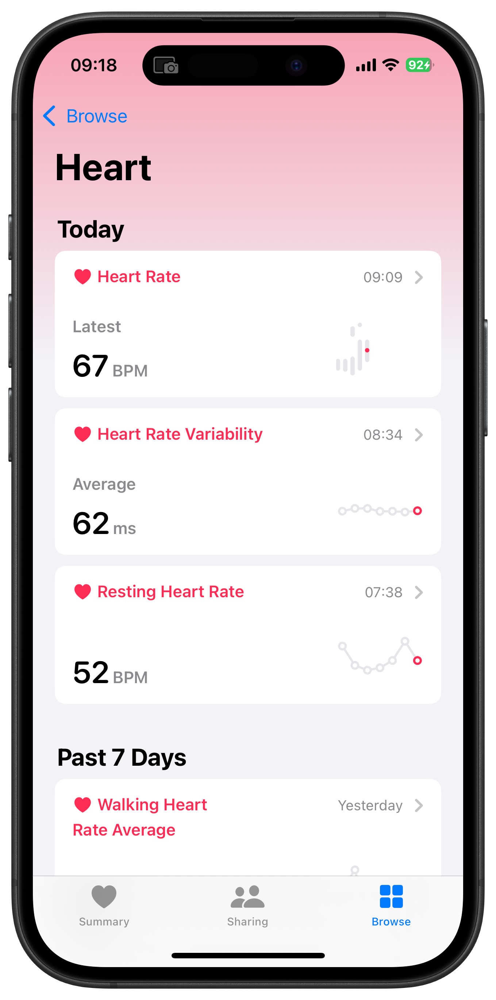 09:18
92
Browse
Heart
Today
Heart Rate
09:09
Latest
67 BPM
Heart Rate Variability
08:34
Average
62 ms
Resting Heart Rate
07:38
52 BPM
Past 7 Days
Walking Heart
Yesterday
Rate Average
Summary
Sharing
Browse